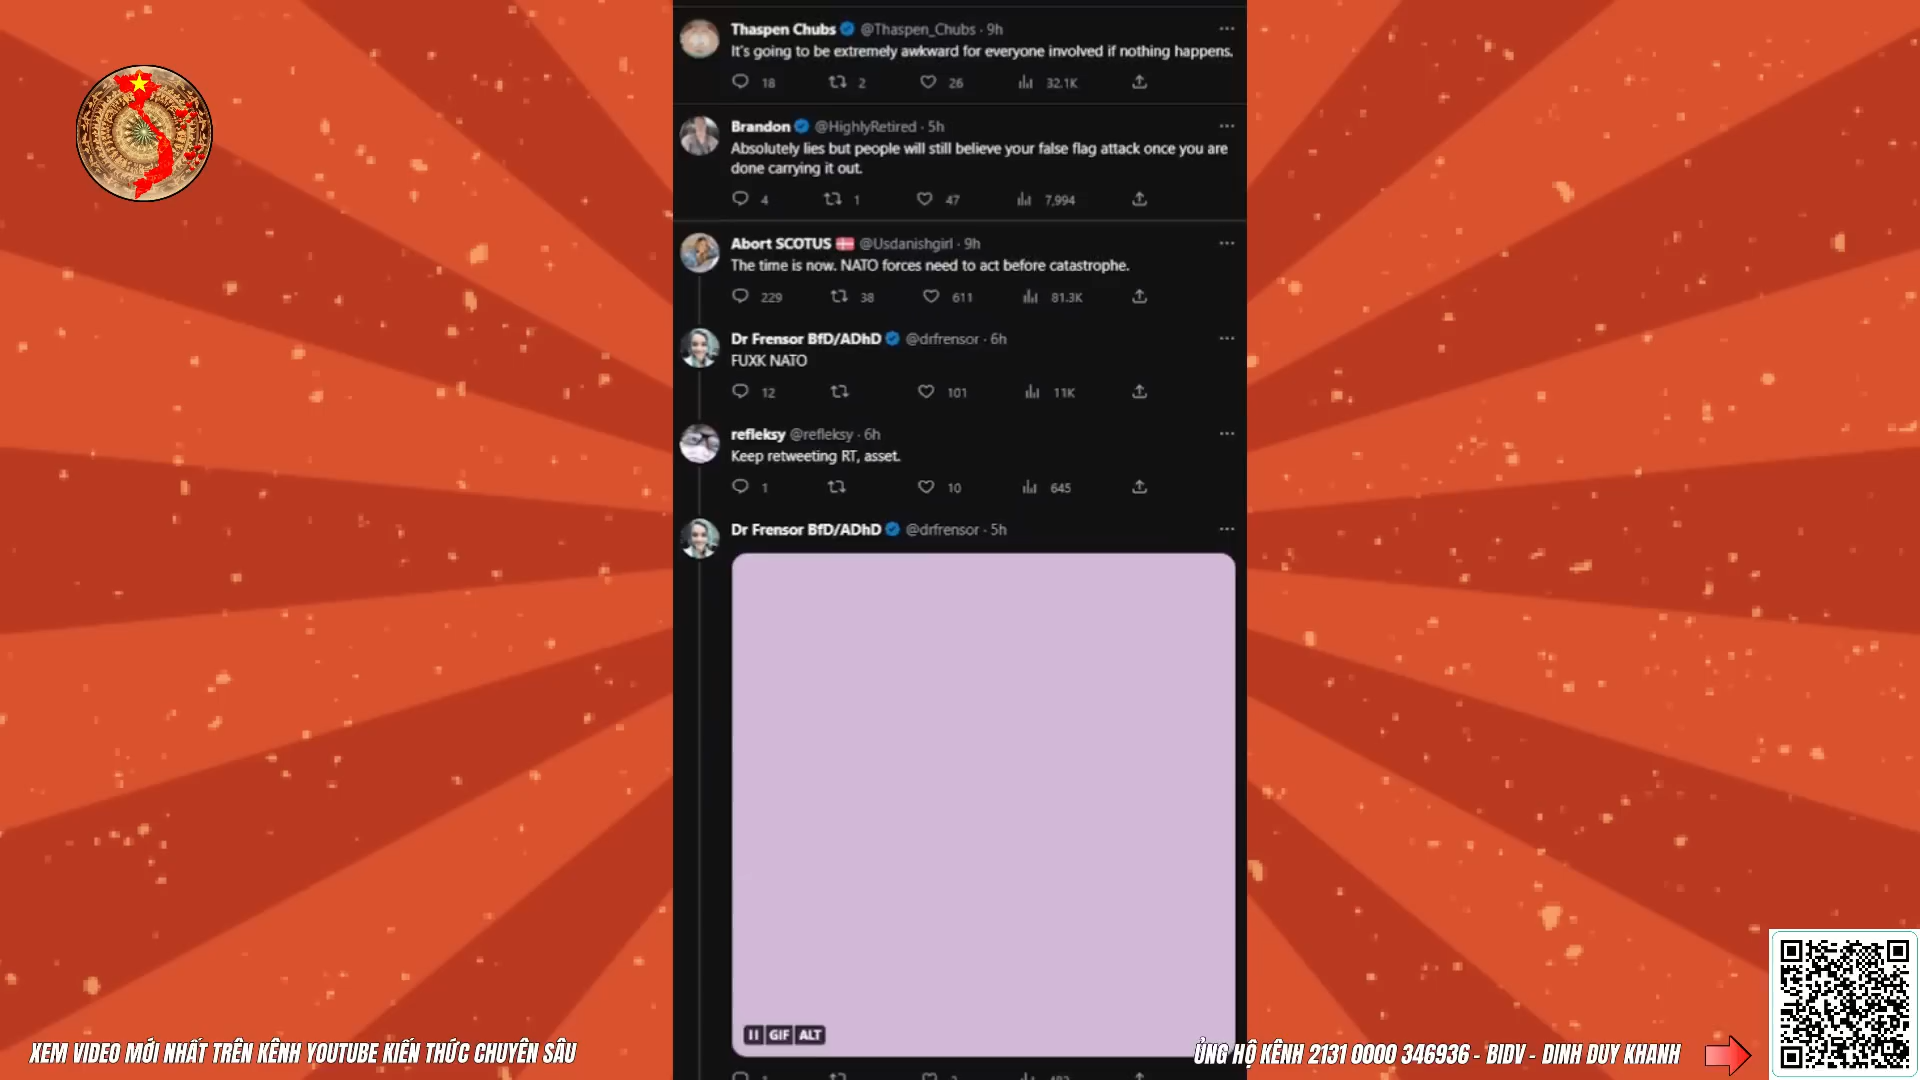 Thaspen Chubs @Thaspen_Chubs · 9h
It's going to be extremely awkward for everyone involved if nothing happens.
18 2 26 32.1K
Brandon @HighlyRetired · 5h
Absolutely lies but people will still believe your false flag attack once you are
done carrying it out.
4 1 47 7,994
Abort SCOTUS @Usdanishgirl · 9h
The time is now. NATO forces need to act before catastrophe.
229 38 611 81.3K
Dr Frensor BfD/ADhD @drfrensor · 6h
FUXK NATO
12 101 11K
refleksy @refleksy · 6h
Keep retweeting RT, asset.
1 10 645
Dr Frensor BfD/ADhD @drfrensor · 5h
GIF ALT
XEM VIDEO MỚI NHẤT TRÊN KÊNH YOUTUBE KIẾN THỨC CHUYÊN SÂU
ỦNG HỘ KÊNH 2131 0000 346936 - BIDV - DINH DUY KHANH